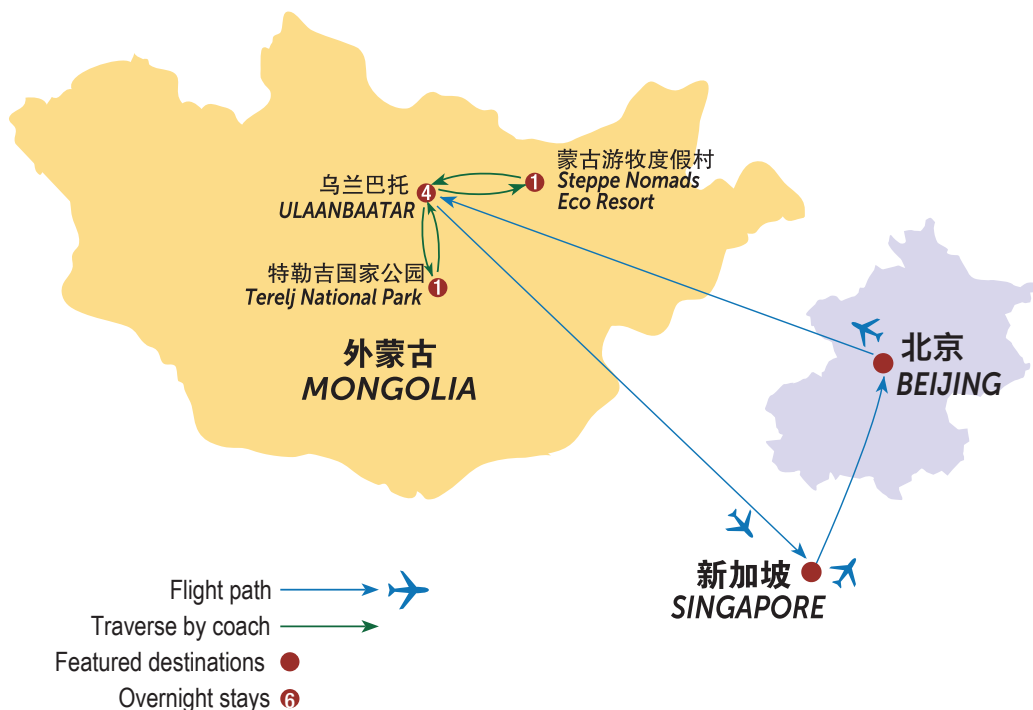 蒙古游牧度假村
Steppe Nomads
Eco Resort
1
乌兰巴托
ULAANBAATAR
4
特勒吉国家公园
Terelj National Park
1
外蒙古
MONGOLIA
北京
BEIJING
新加坡
SINGAPORE
Flight path
Traverse by coach
Featured destinations
Overnight stays 6